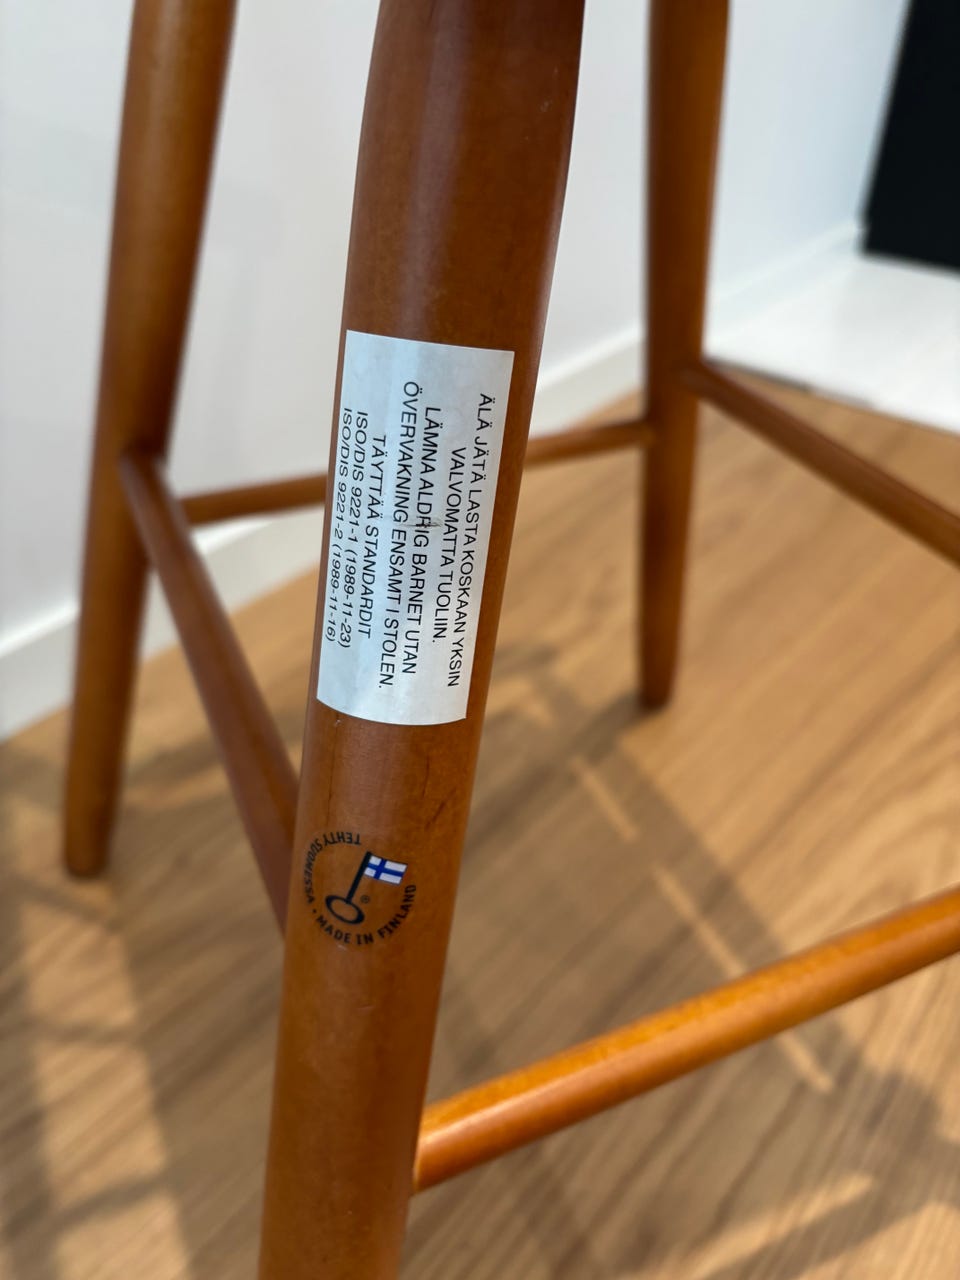 ÄLÄ JÄTÄ LASTA KOSKAAN YKSIN
VALVOMATTA TUOLIIN.
LÄMNA ALDRIG BARNET UTAN
ÖVERVAKNING ENSAMT I STOLEN.
TÄYTTÄÄ STANDARDIT
ISO/DIS 9221-1 (1989-11-23)
ISO/DIS 9221-2 (1989-11-16)
TEHTY SUOMESSA • MADE IN FINLAND
®